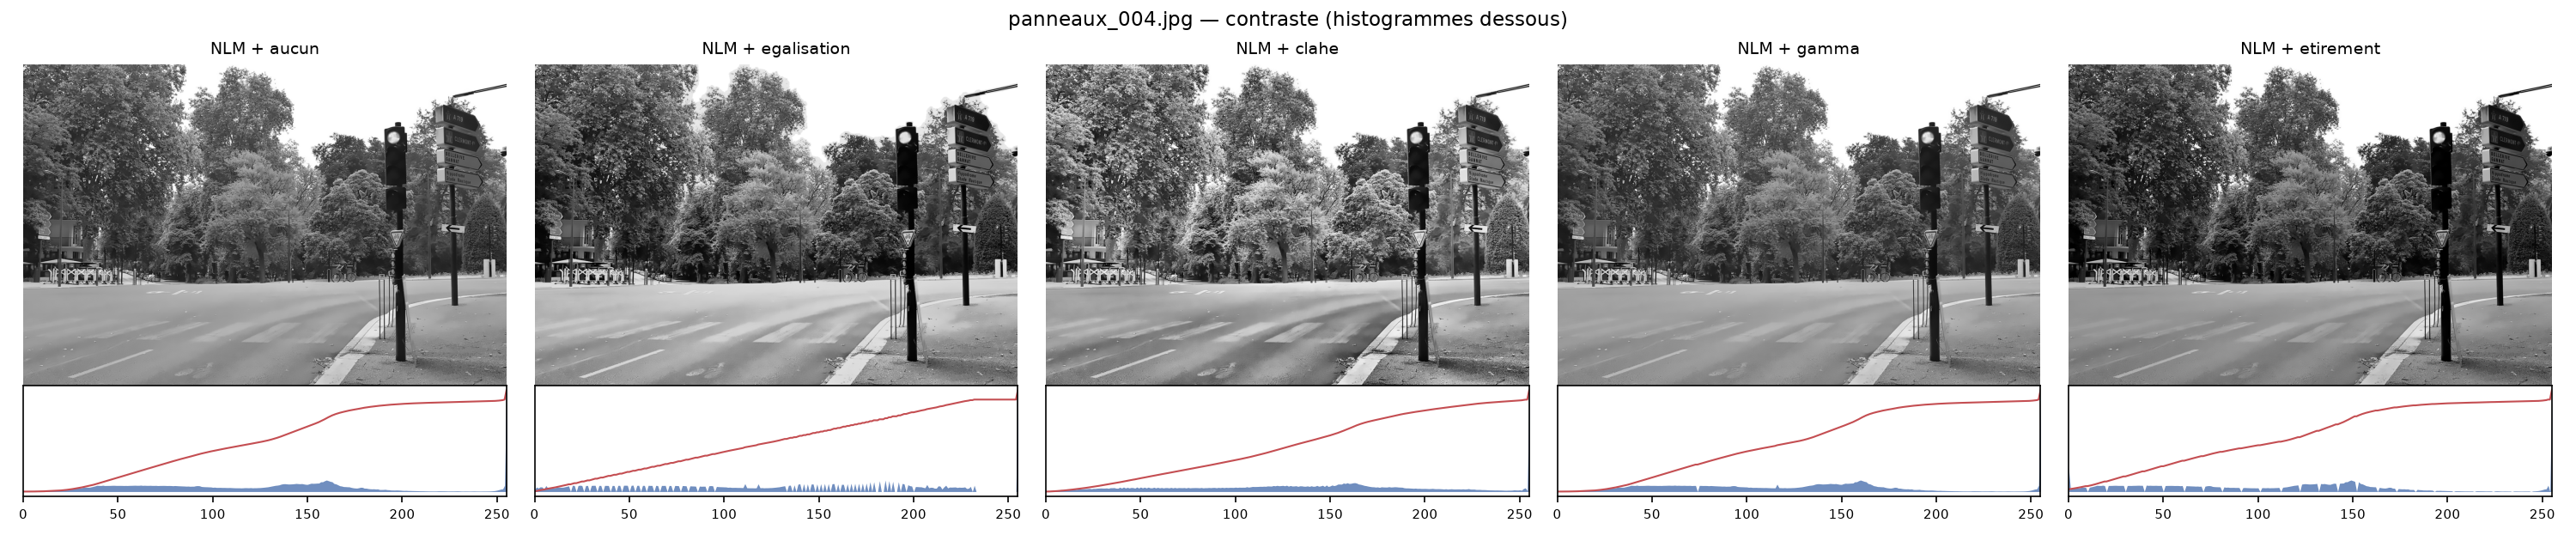 panneaux_004.jpg — contraste (histogrammes dessous)
NLM + aucun
NLM + egalisation
NLM + clahe
NLM + gamma
NLM + etirement
0 50 100 150 200 250
0 50 100 150 200 250
0 50 100 150 200 250
0 50 100 150 200 250
0 50 100 150 200 250